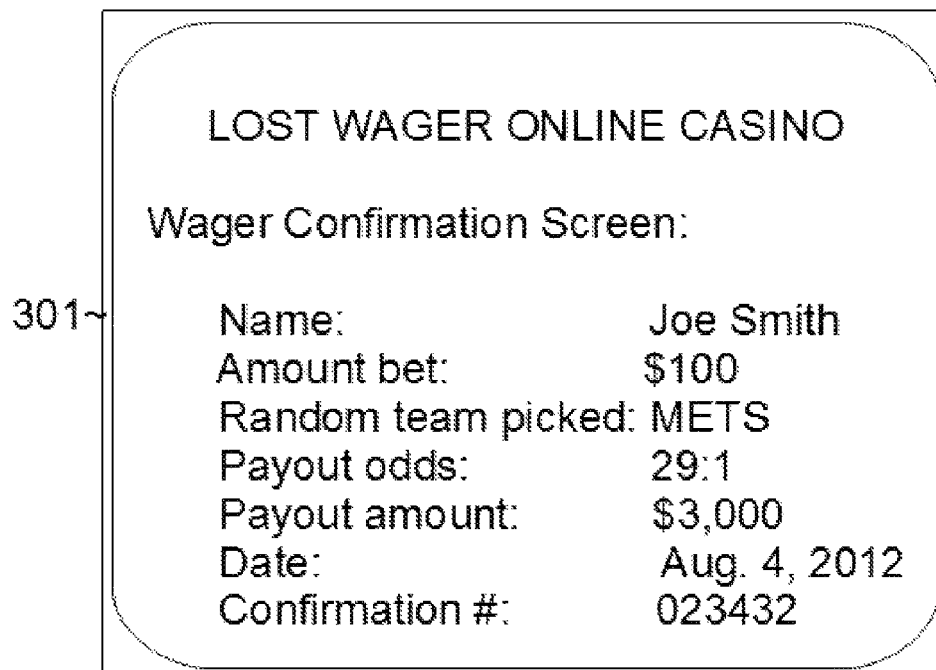 LOST WAGER ONLINE CASINO
Wager Confirmation Screen:
301~
Name: Joe Smith
Amount bet: $100
Random team picked: METS
Payout odds: 29:1
Payout amount: $3,000
Date: Aug. 4, 2012
Confirmation #: 023432